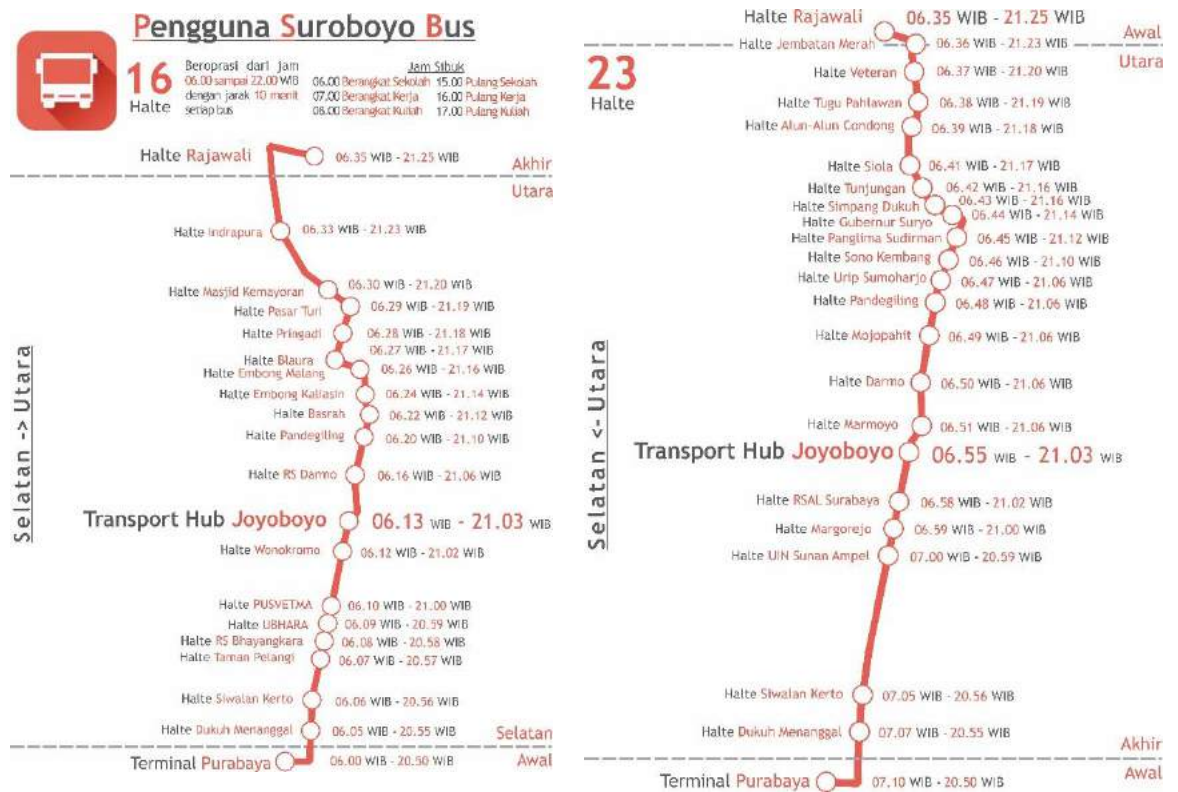 Pengguna Suroboyo Bus
16
Halte
Beroprasi dari jam
06.00 sampai 22.00 WIB
dengan jarak 10 menit
setiap bus
Jam Sibuk
06.00 Berangkat Sekolah 15.00 Pulang Sekolah
07.00 Berangkat Kerja 16.00 Pulang Kerja
08.00 Berangkat Kuliah 17.00 Pulang Kuliah
Halte Rajawali 06.35 WIB - 21.25 WIB
Akhir
Utara
Halte Indrapura 06.33 WIB - 21.23 WIB
Halte Masjid Kemayoran 06.30 WIB - 21.20 WIB
Halte Pasar Turi 06.29 WIB - 21.19 WIB
Halte Pringadi 06.28 WIB - 21.18 WIB
Halte Blaura 06.27 WIB - 21.17 WIB
Halte Embong Malang 06.26 WIB - 21.16 WIB
Halte Embong Kaliasin 06.24 WIB - 21.14 WIB
Halte Basrah 06.22 WIB - 21.12 WIB
Halte Pandegiling 06.20 WIB - 21.10 WIB
Halte RS Darmo 06.16 WIB - 21.06 WIB
Transport Hub Joyoboyo 06.13 WIB - 21.03 WIB
Halte Wonokromo 06.12 WIB - 21.02 WIB
Halte PUSVETMA 06.10 WIB - 21.00 WIB
Halte UBHARA 06.09 WIB - 20.59 WIB
Halte RS Bhayangkara 06.08 WIB - 20.58 WIB
Halte Taman Pelangi 06.07 WIB - 20.57 WIB
Halte Siwalan Kerto 06.06 WIB - 20.56 WIB
Halte Dukuh Menanggal 06.05 WIB - 20.55 WIB
Selatan
Awal
Terminal Purabaya 06.00 WIB - 20.50 WIB
Selatan -> Utara
23
Halte
Halte Rajawali 06.35 WIB - 21.25 WIB
Awal
Halte Jembatan Merah 06.36 WIB - 21.23 WIB
Utara
Halte Veteran 06.37 WIB - 21.20 WIB
Halte Tugu Pahlawan 06.38 WIB - 21.19 WIB
Halte Alun-Alun Condong 06.39 WIB - 21.18 WIB
Halte Siola 06.41 WIB - 21.17 WIB
Halte Tunjungan 06.42 WIB - 21.16 WIB
Halte Simpang Dukuh 06.43 WIB - 21.16 WIB
Halte Gubernur Suryo 06.44 WIB - 21.14 WIB
Halte Panglima Sudirman 06.45 WIB - 21.12 WIB
Halte Sono Kembang 06.46 WIB - 21.10 WIB
Halte Urip Sumoharjo 06.47 WIB - 21.06 WIB
Halte Pandegiling 06.48 WIB - 21.06 WIB
Halte Mojopahit 06.49 WIB - 21.06 WIB
Halte Darmo 06.50 WIB - 21.06 WIB
Halte Marmoyo 06.51 WIB - 21.06 WIB
Transport Hub Joyoboyo 06.55 WIB - 21.03 WIB
Halte RSAL Surabaya 06.58 WIB - 21.02 WIB
Halte Margorejo 06.59 WIB - 21.00 WIB
Halte UIN Sunan Ampel 07.00 WIB - 20.59 WIB
Halte Siwalan Kerto 07.05 WIB - 20.56 WIB
Halte Dukuh Menanggal 07.07 WIB - 20.55 WIB
Akhir
Awal
Terminal Purabaya 07.10 WIB - 20.50 WIB
Selatan <- Utara